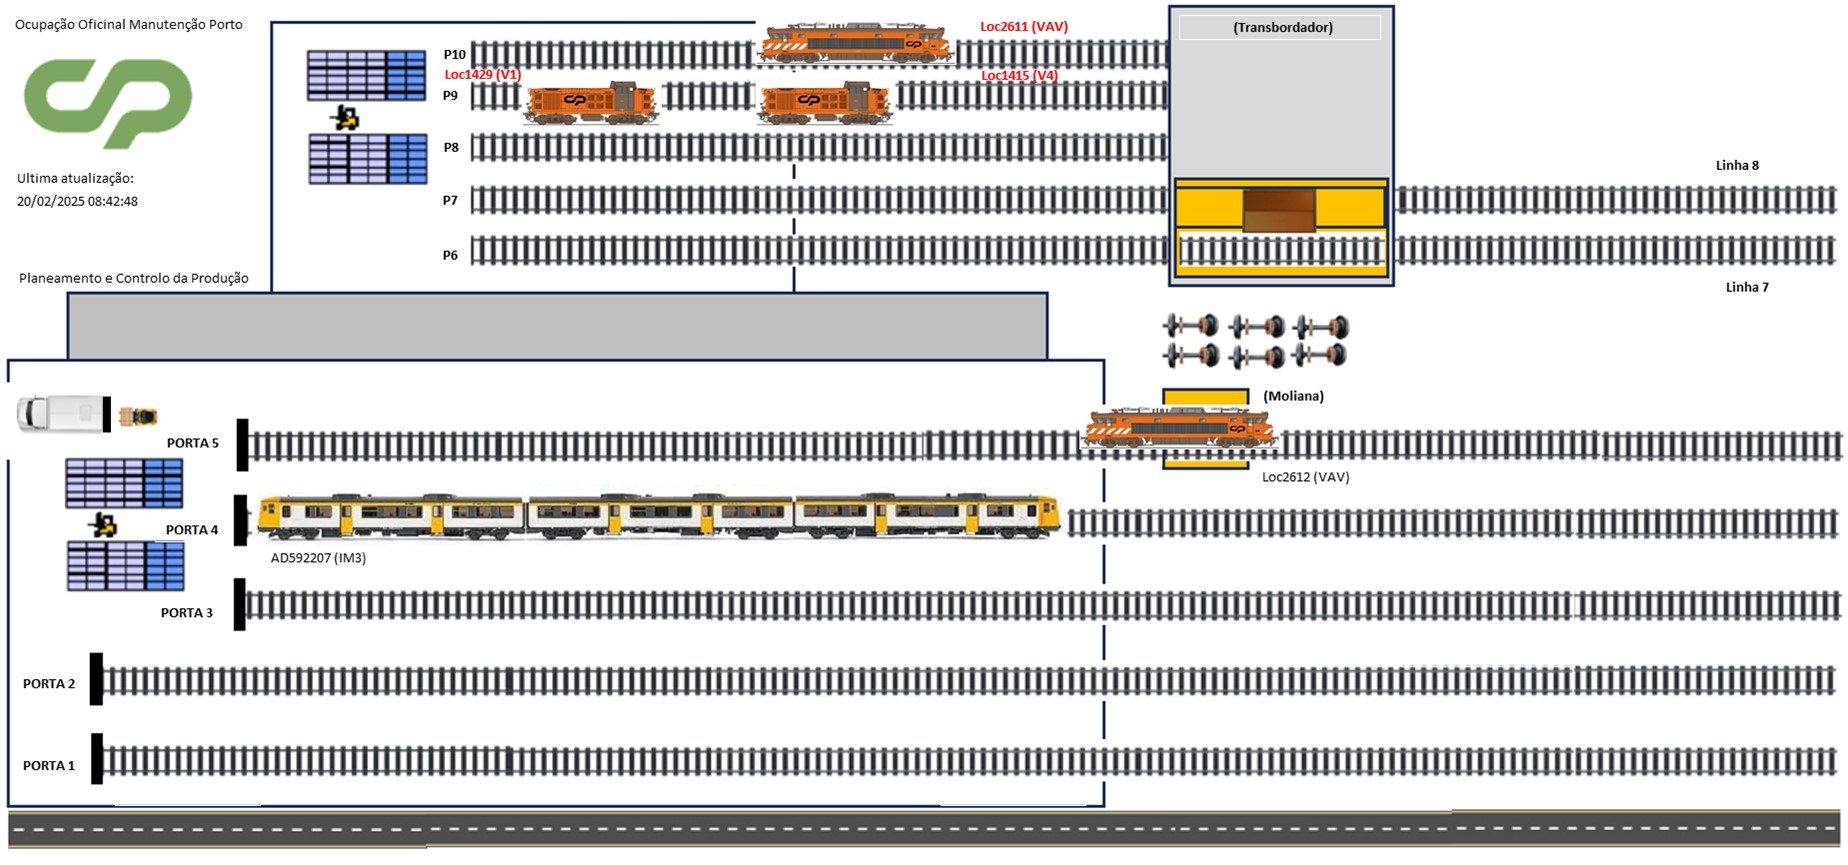 Ocupação Oficinal Manutenção Porto
Loc2611 (VAV)
(Transbordador)
P10
Loc1429 (V1)
Loc1415 (V4)
P9
P8
Linha 8
Ultima atualização:
20/02/2025 08:42:48
P7
P6
Planeamento e Controlo da Produção
Linha 7
(Moliana)
PORTA 5
Loc2612 (VAV)
PORTA 4
AD592207 (IM3)
PORTA 3
PORTA 2
PORTA 1